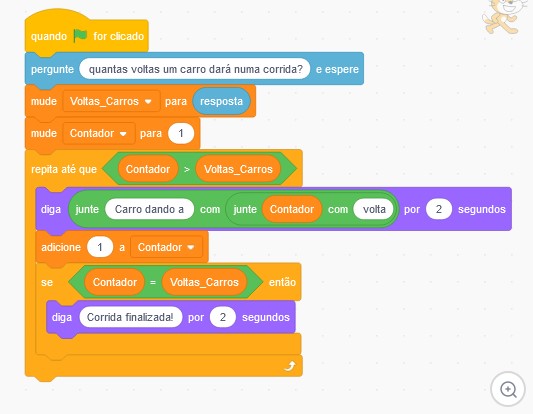 quando for clicado
pergunte quantas voltas um carro dará numa corrida? e espere
mude Voltas_Carros para resposta
mude Contador para 1
repita até que Contador > Voltas_Carros
diga junte Carro dando a com junte Contador com volta por 2 segundos
adicione 1 a Contador
se Contador = Voltas_Carros então
diga Corrida finalizada! por 2 segundos